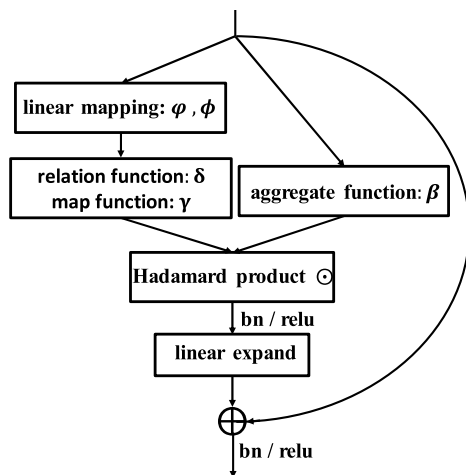 linear mapping: φ , ϕ
relation function: δ
map function: γ
aggregate function: β
Hadamard product ⊙
bn / relu
linear expand
bn / relu